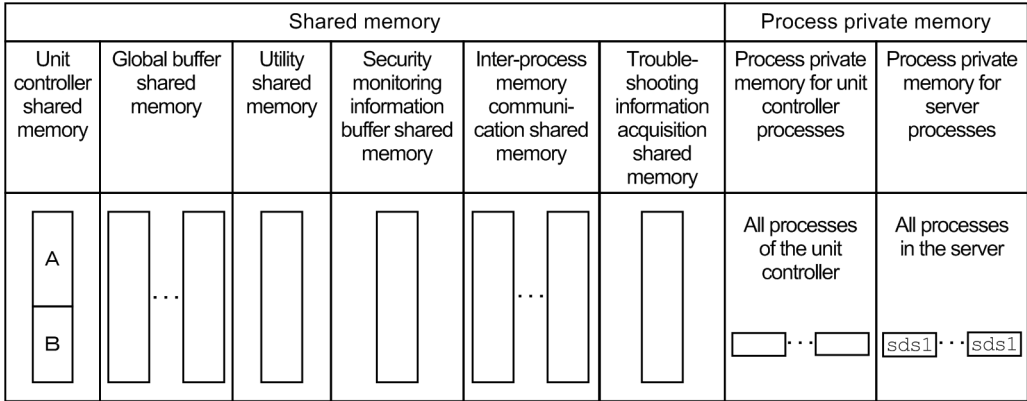 Shared memory
Process private memory
Unit
controller
shared
memory
Global buffer
shared
memory
Utility
shared
memory
Security
monitoring
information
buffer shared
memory
Inter-process
memory
communi-
cation shared
memory
Trouble-
shooting
information
acquisition
shared
memory
Process private
memory for unit
controller
processes
Process private
memory for
server
processes
A
B
...
...
All processes
of the unit
controller
...
All processes
in the server
sds1...sds1